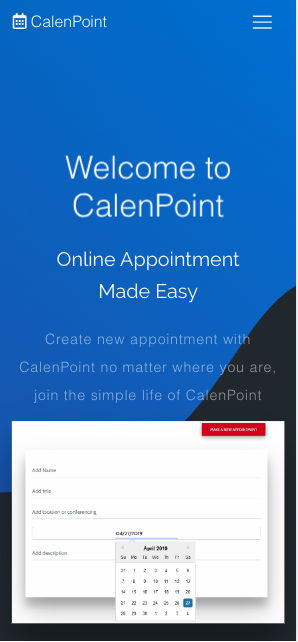 CalenPoint
Welcome to
CalenPoint
Online Appointment
Made Easy
Create new appointment with
CalenPoint no matter where you are,
join the simple life of CalenPoint
MAKE A NEW APPOINTMENT
Add Name
Add title
Add location or conferencing
04/27/2019
Add description
April 2019
Su Mo Tu We Th Fr Sa
31 1 2 3 4 5 6
7 8 9 10 11 12 13
14 15 16 17 18 19 20
21 22 23 24 25 26 27
28 29 30 1 2 3 4